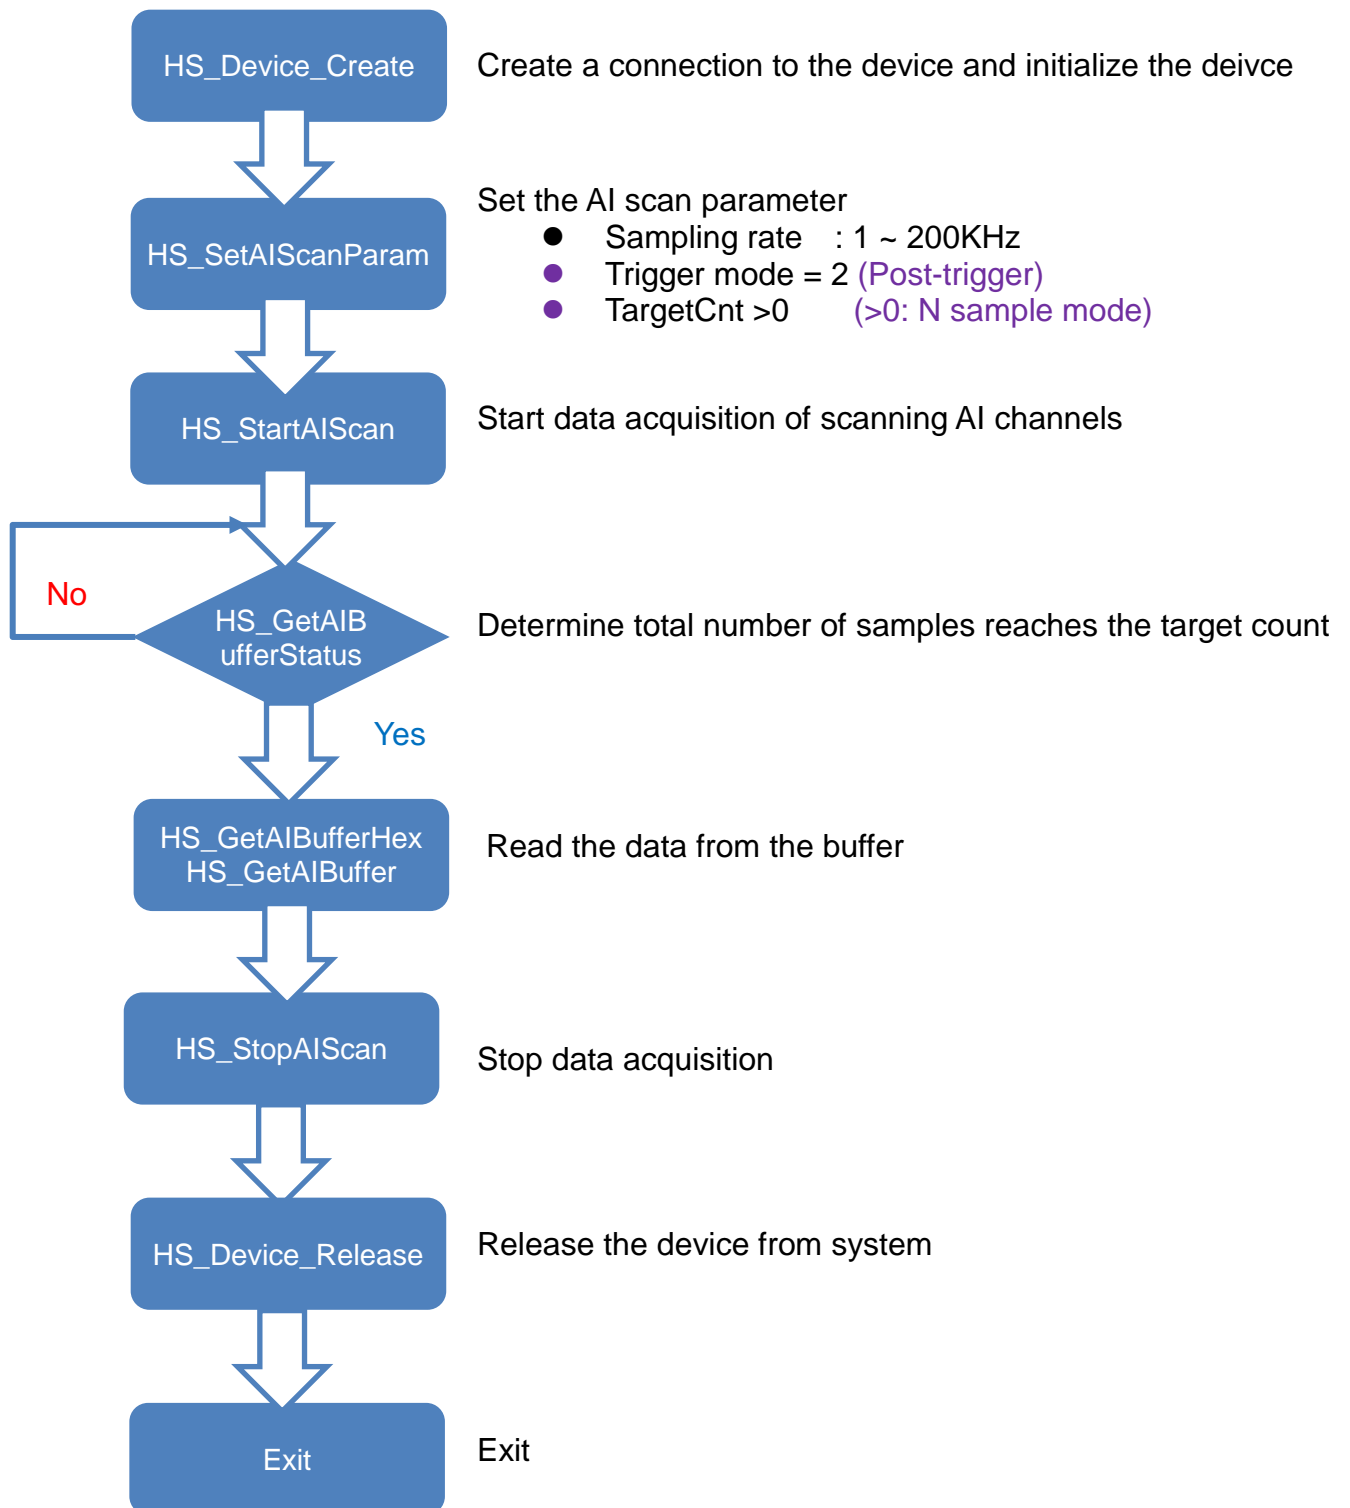 HS_Device_Create
Create a connection to the device and initialize the deivce
HS_SetAIScanParam
Set the AI scan parameter
● Sampling rate : 1 ~ 200KHz
● Trigger mode = 2 (Post-trigger)
● TargetCnt >0 (>0: N sample mode)
HS_StartAIScan
Start data acquisition of scanning AI channels
No
HS_GetAIB
ufferStatus
Determine total number of samples reaches the target count
Yes
HS_GetAIBufferHex
HS_GetAIBuffer
Read the data from the buffer
HS_StopAIScan
Stop data acquisition
HS_Device_Release
Release the device from system
Exit
Exit